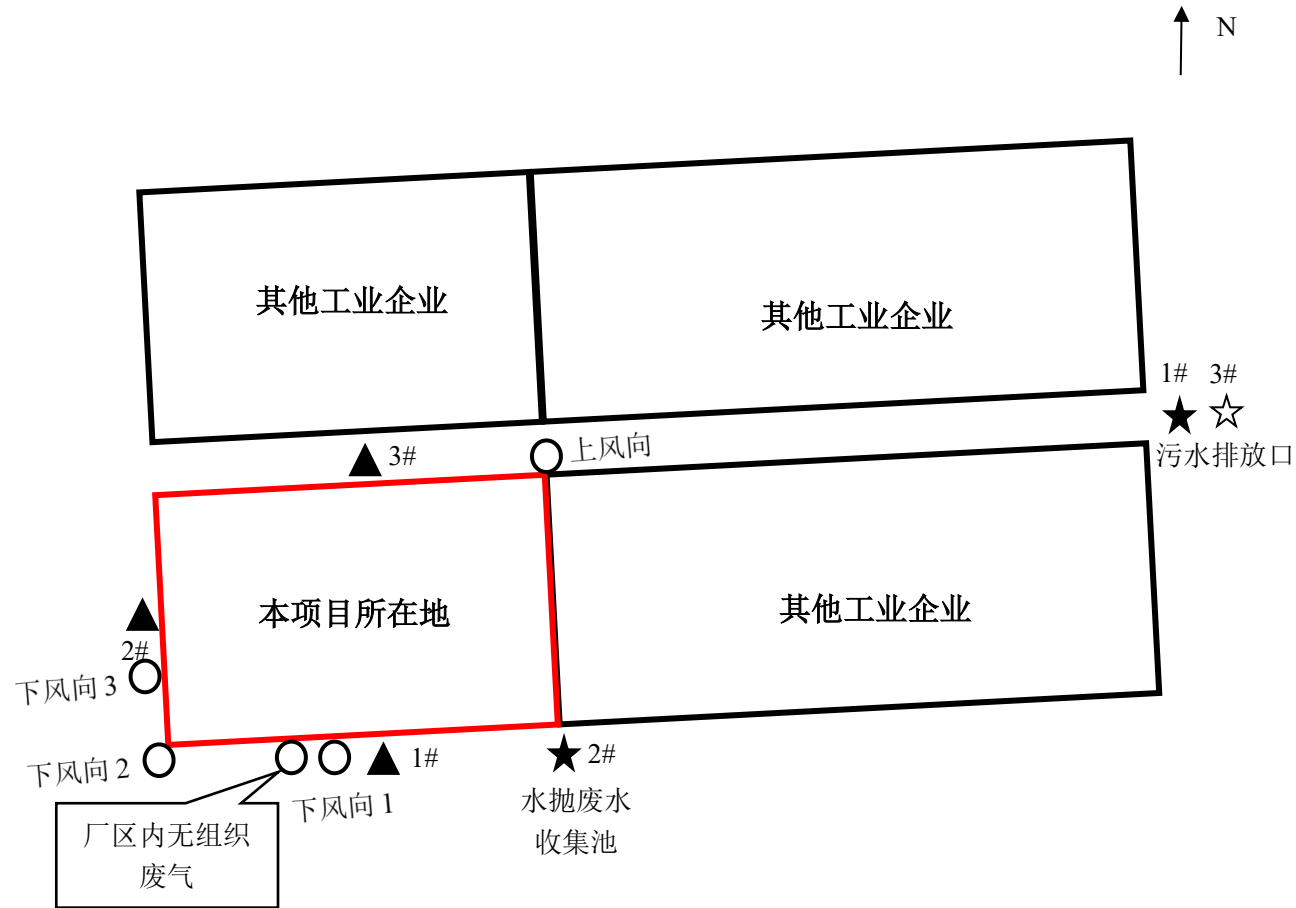 N
其他工业企业
其他工业企业
1# 3#
污水排放口
3#
上风向
本项目所在地
其他工业企业
2#
下风向 3
下风向 2
1#
2#
下风向 1
水抛废水
收集池
厂区内无组织
废气